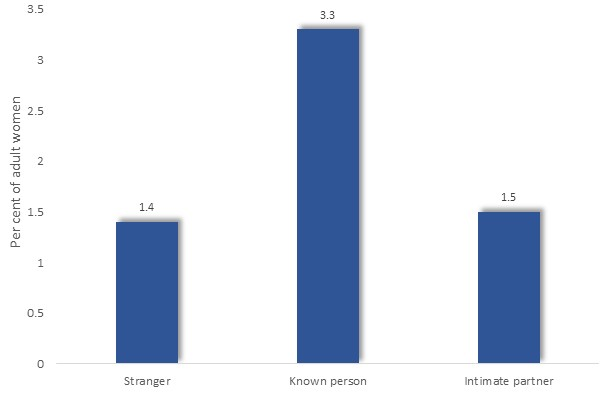 3.5
3
2.5
2
1.5
1
0.5
0
Per cent of adult women
1.4
3.3
1.5
Stranger
Known person
Intimate partner